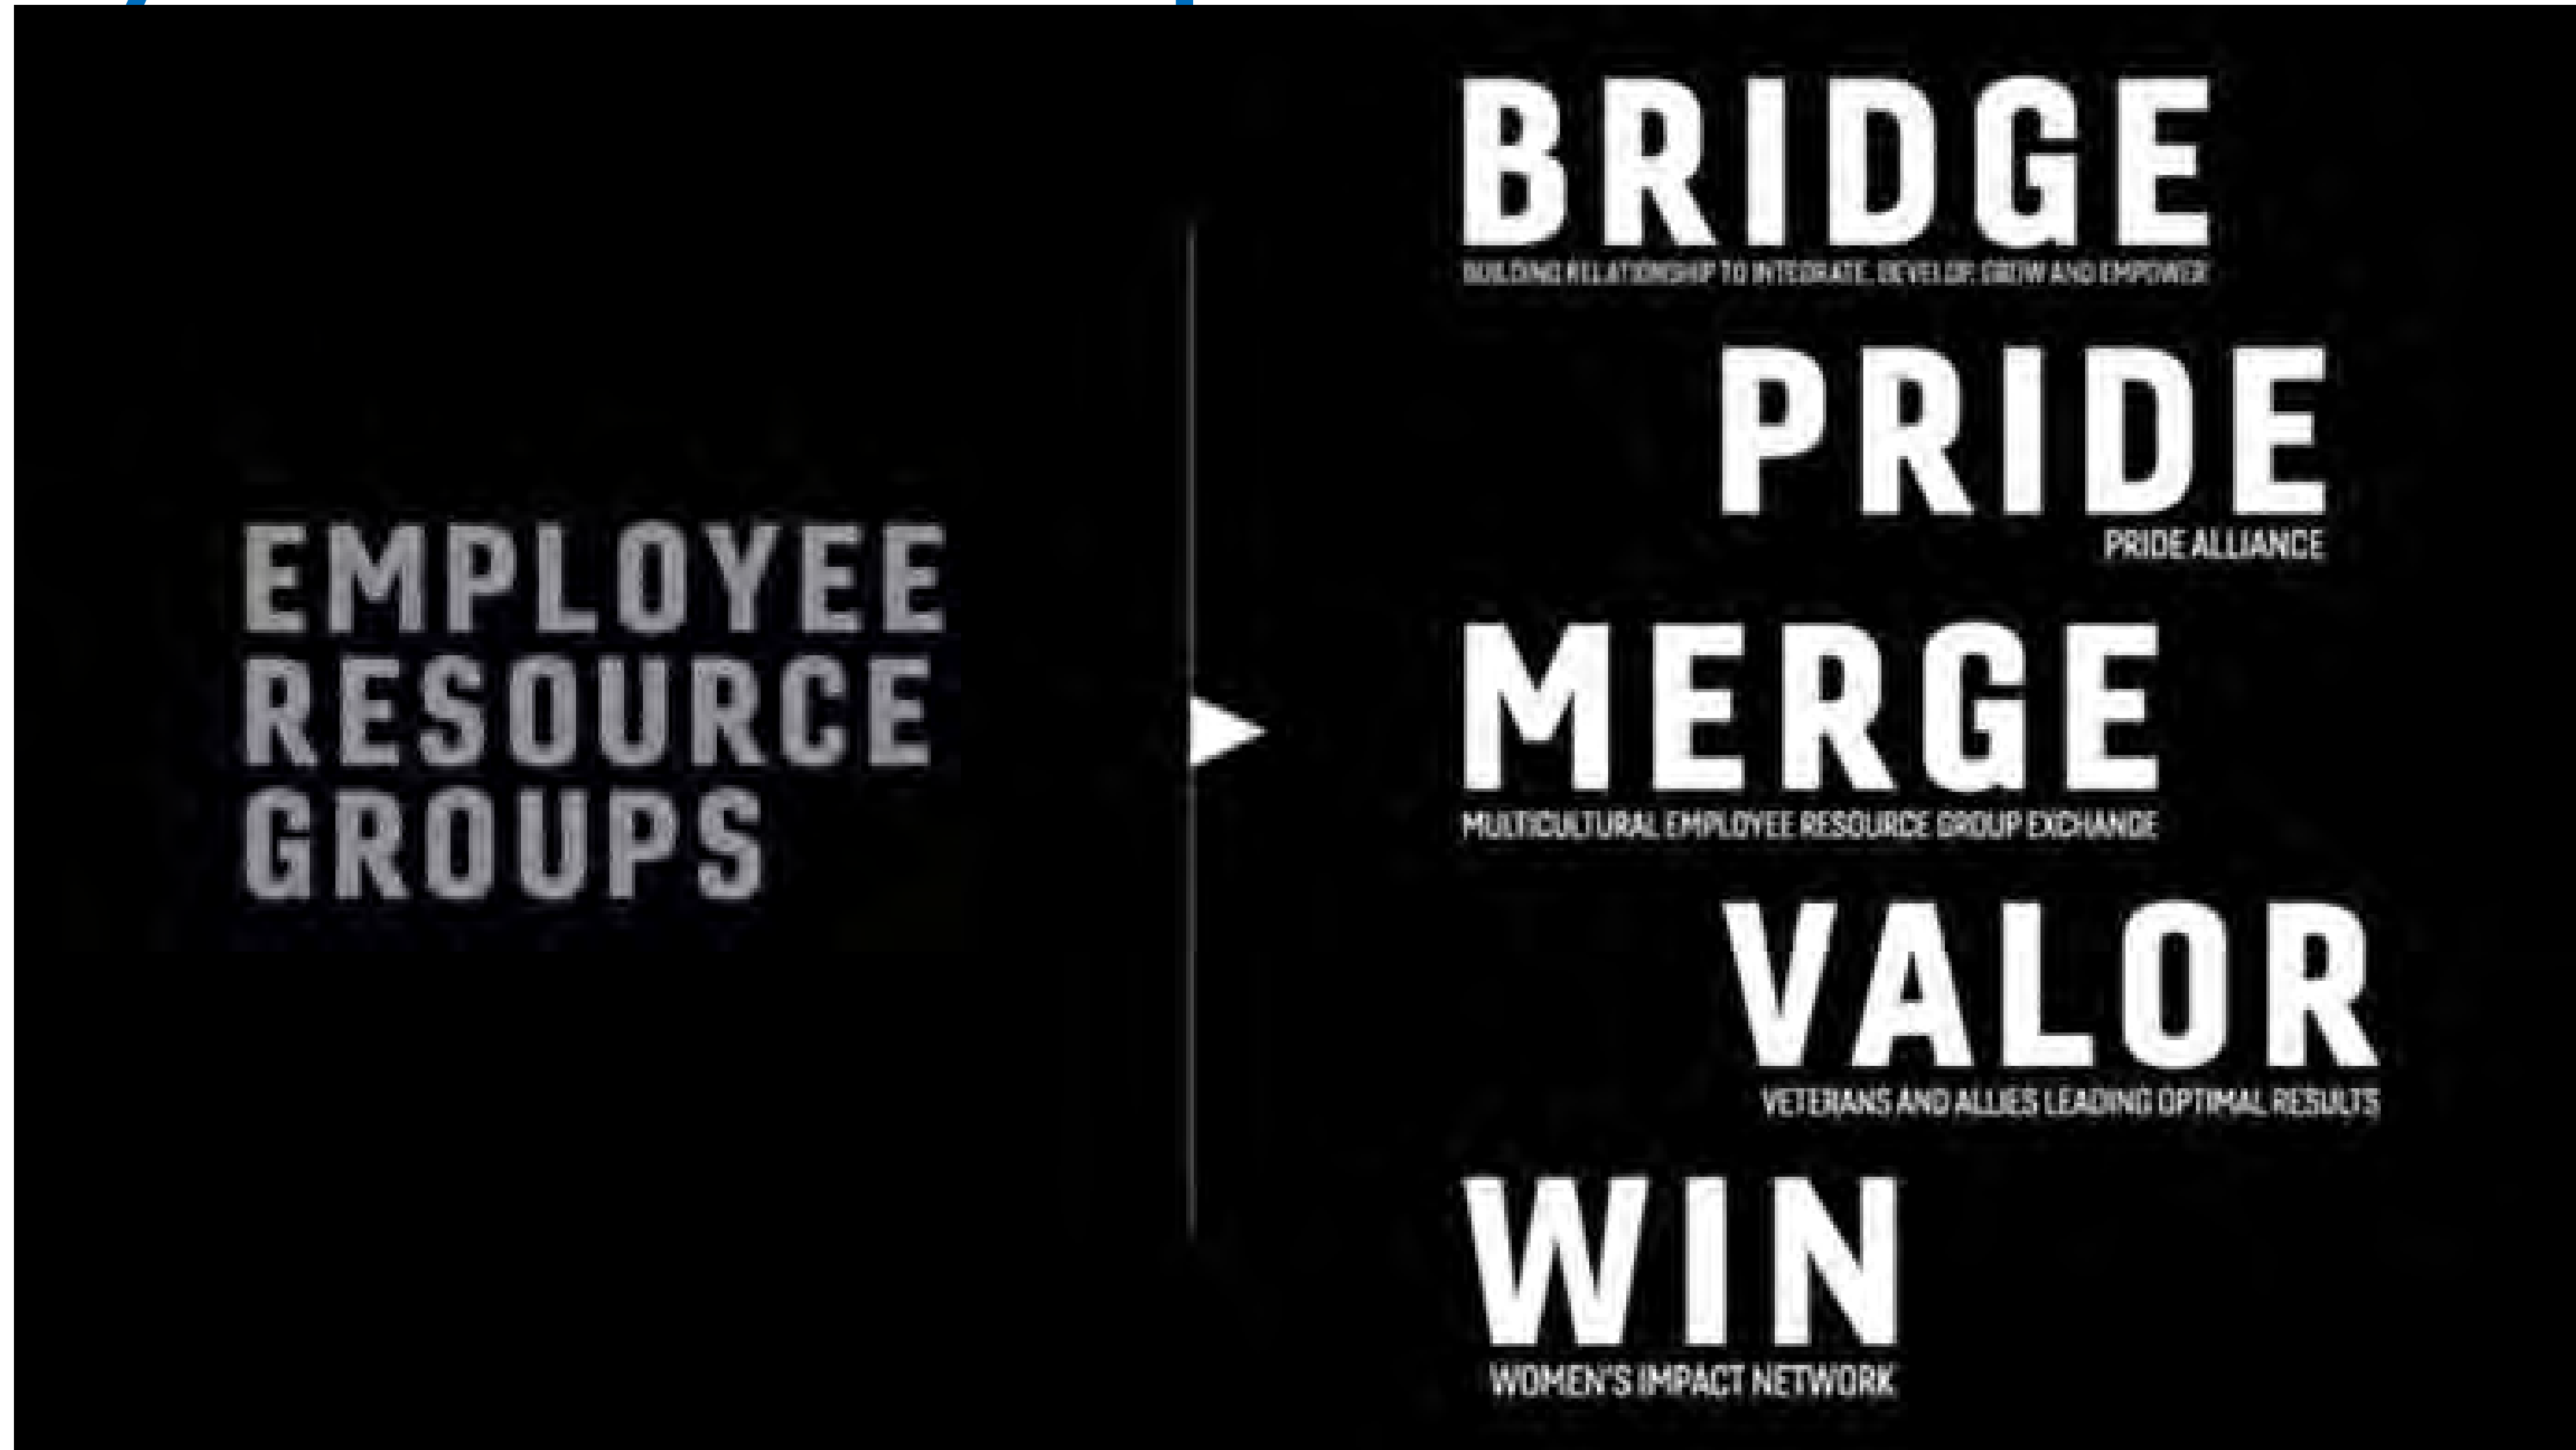 EMPLOYEE
RESOURCE
GROUPS
BRIDGE
BUILDING RELATIONSHIP TO INTEGRATE, DEVELOP, GROW AND EMPOWER
PRIDE
PRIDE ALLIANCE
MERGE
MULTICULTURAL EMPLOYEE RESOURCE GROUP EXCHANGE
VALOR
VETERANS AND ALLIES LEADING OPTIMAL RESULTS
WIN
WOMEN'S IMPACT NETWORK